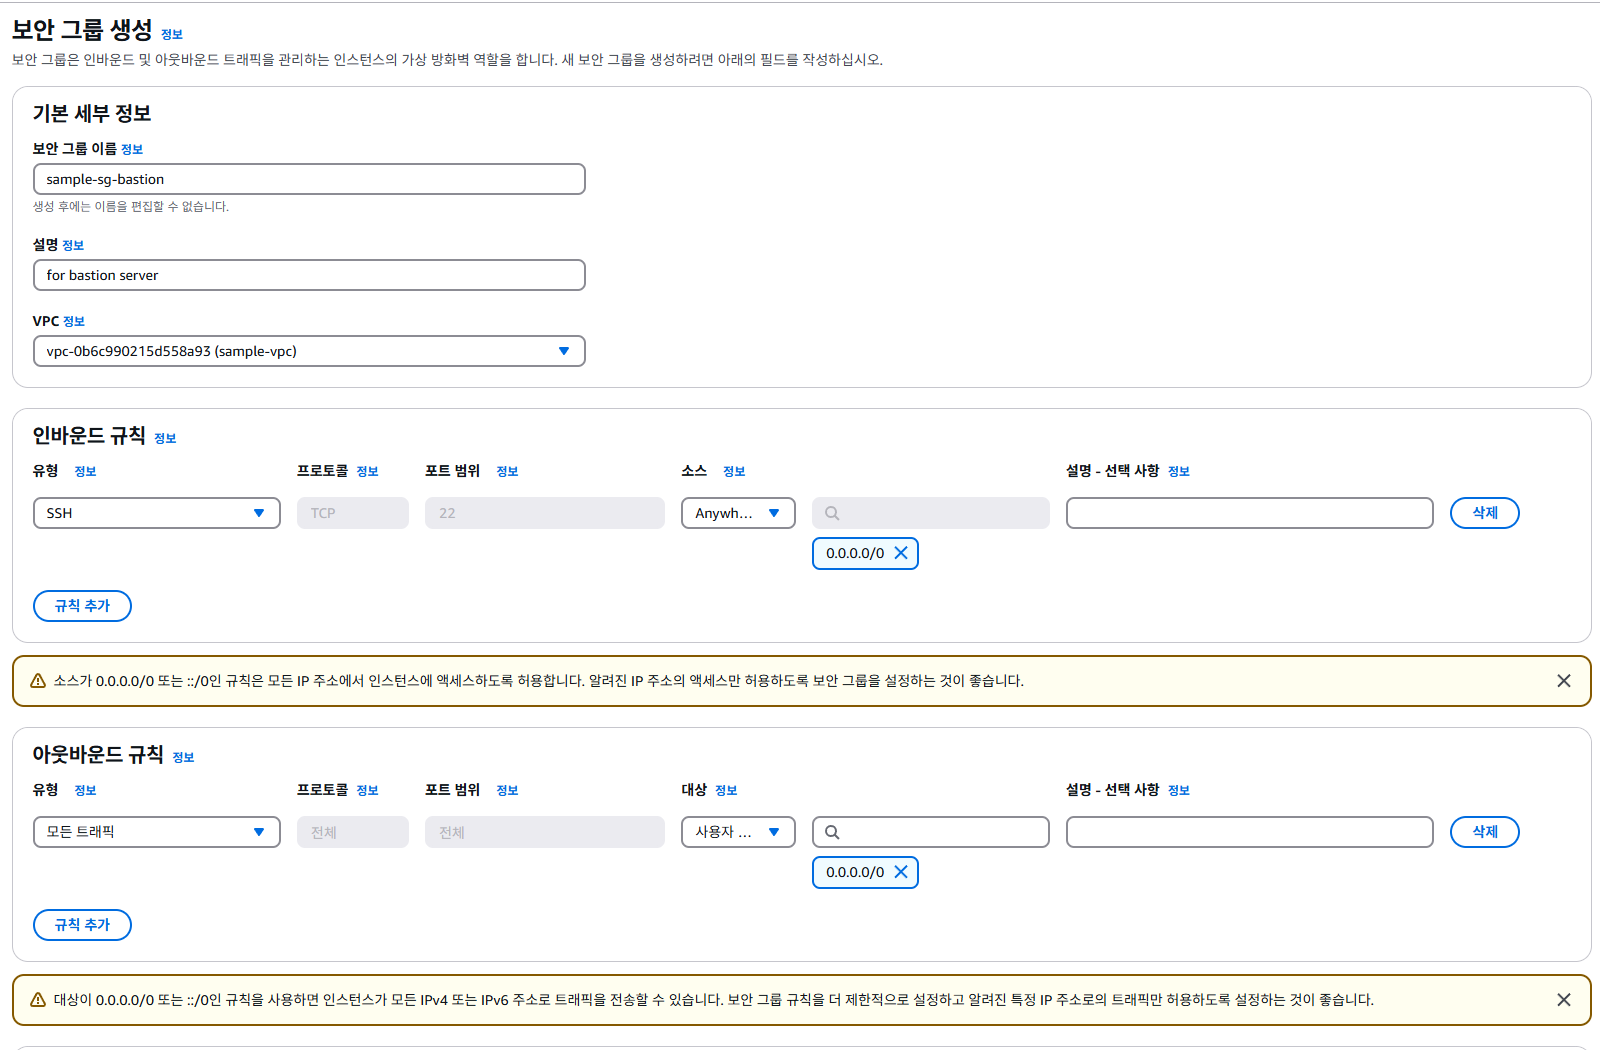 보안 그룹 생성 정보
보안 그룹은 인바운드 및 아웃바운드 트래픽을 관리하는 인스턴스의 가상 방화벽 역할을 합니다. 새 보안 그룹을 생성하려면 아래의 필드를 작성하십시오.
기본 세부 정보
보안 그룹 이름 정보
sample-sg-bastion
생성 후에는 이름을 편집할 수 없습니다.
설명 정보
for bastion server
VPC 정보
vpc-0b6c990215d558a93 (sample-vpc)
인바운드 규칙 정보
유형 정보 프로토콜 정보 포트 범위 정보 소스 정보 설명 - 선택 사항 정보
SSH TCP 22 Anywh... 삭제
0.0.0.0/0
규칙 추가
소스가 0.0.0.0/0 또는 ::/0인 규칙은 모든 IP 주소에서 인스턴스에 액세스하도록 허용합니다. 알려진 IP 주소의 액세스만 허용하도록 보안 그룹을 설정하는 것이 좋습니다.
아웃바운드 규칙 정보
유형 정보 프로토콜 정보 포트 범위 정보 대상 정보 설명 - 선택 사항 정보
모든 트래픽 전체 전체 사용자 ... 삭제
0.0.0.0/0
규칙 추가
대상이 0.0.0.0/0 또는 ::/0인 규칙을 사용하면 인스턴스가 모든 IPv4 또는 IPv6 주소로 트래픽을 전송할 수 있습니다. 보안 그룹 규칙을 더 제한적으로 설정하고 알려진 특정 IP 주소로의 트래픽만 허용하도록 설정하는 것이 좋습니다.